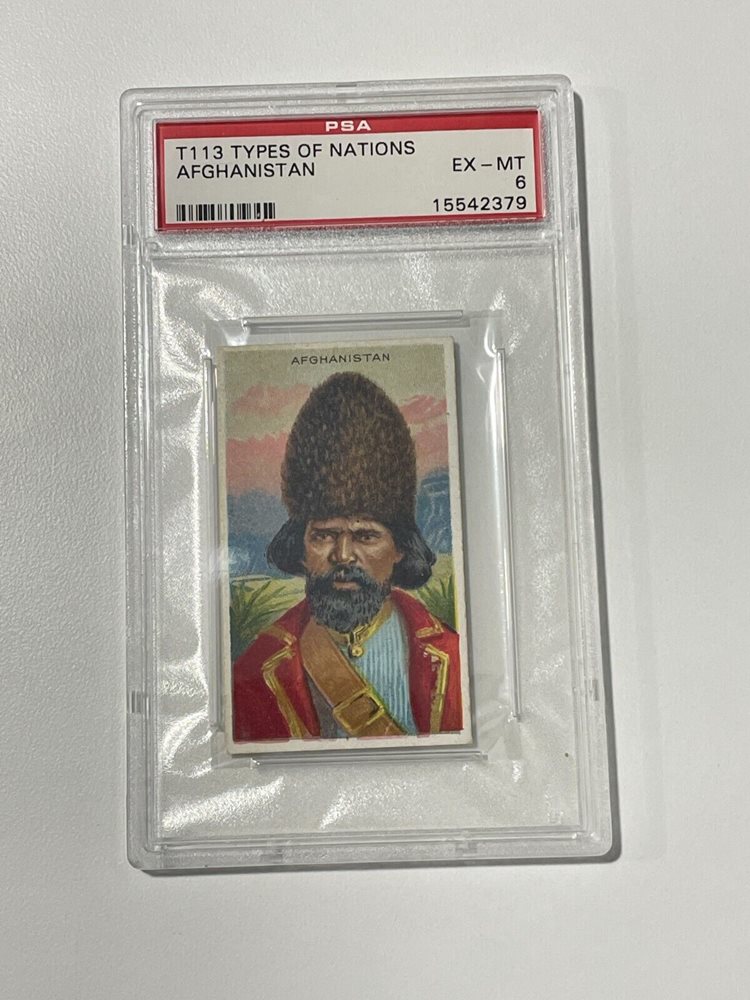 PSA
T113 TYPES OF NATIONS
AFGHANISTAN EX-MT
6
15542379
AFGHANISTAN